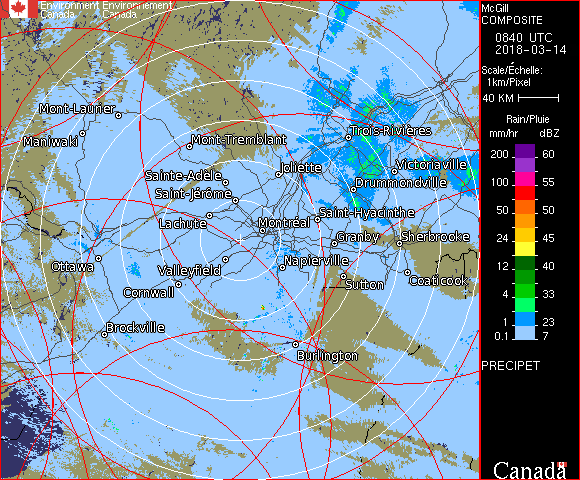 Environment Environnement
Canada Canada
Mont-Laurier
Maniwaki
Mont-Tremblant
Trois-Rivières
Joliette
Victoriaville
Sainte-Adèle
Drummondville
Saint-Jérôme
Saint-Hyacinthe
Lachute
Montréal
Granby
Sherbrooke
Ottawa
Valleyfield
Napierville
Coaticook
Sutton
Cornwall
Brockville
Burlington
McGill
COMPOSITE
0840 UTC
2018-03-14
Scale/Échelle:
1km/Pixel
40 KM
Rain/Pluie
mm/hr dBZ
200 60
150 57
100 55
50 50
24 45
12 40
4 33
1 23
0.1 7
PRECIPET
Canada